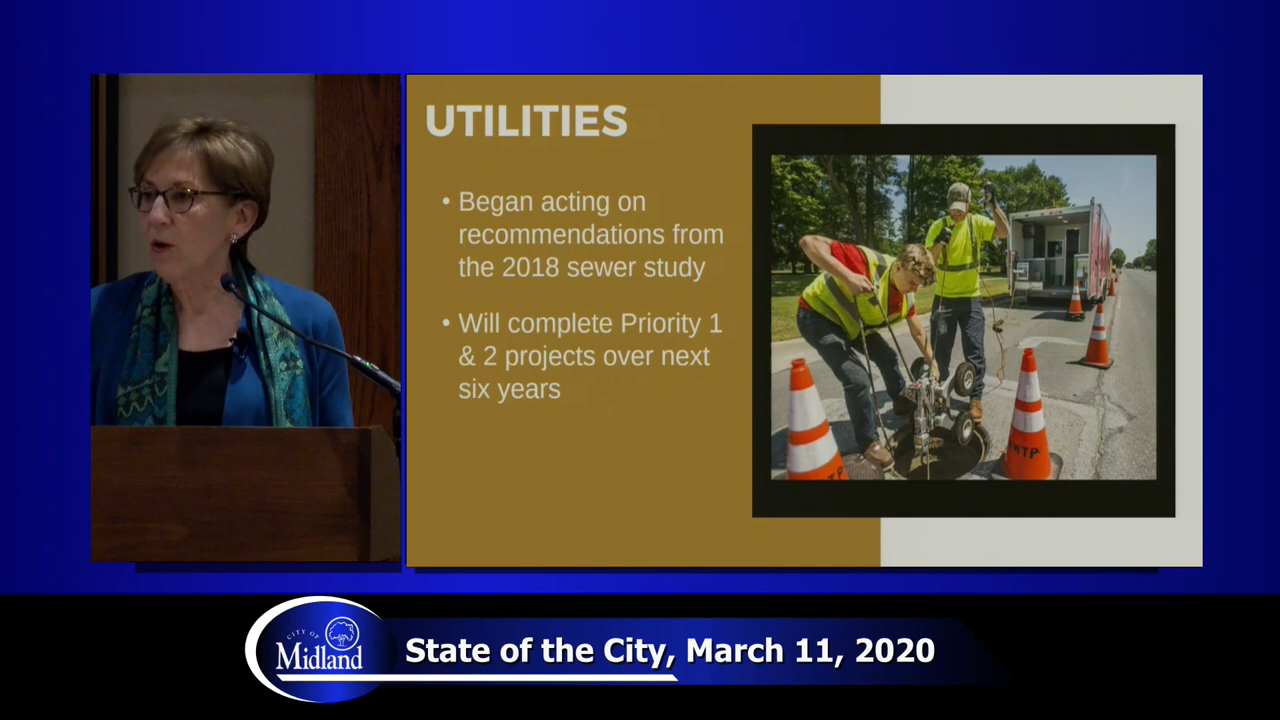 UTILITIES
• Began acting on
recommendations from
the 2018 sewer study
• Will complete Priority 1
& 2 projects over next
six years
WTP
CITY OF
Midland
State of the City, March 11, 2020